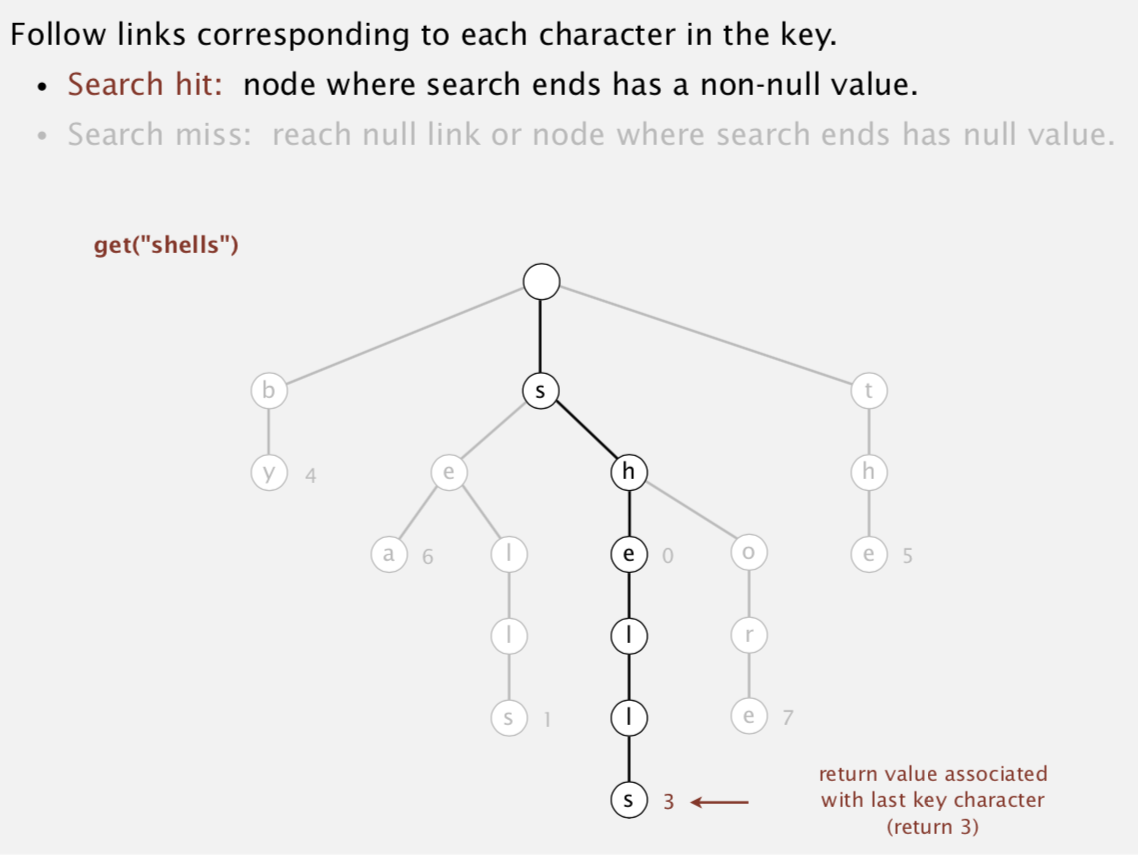 Follow links corresponding to each character in the key.
• Search hit: node where search ends has a non-null value.
• Search miss: reach null link or node where search ends has null value.
get("shells")
b s t
y 4 e h h
a 6 l e 0 o e 5
l l r
s 1 l e 7
s 3
return value associated
with last key character
(return 3)